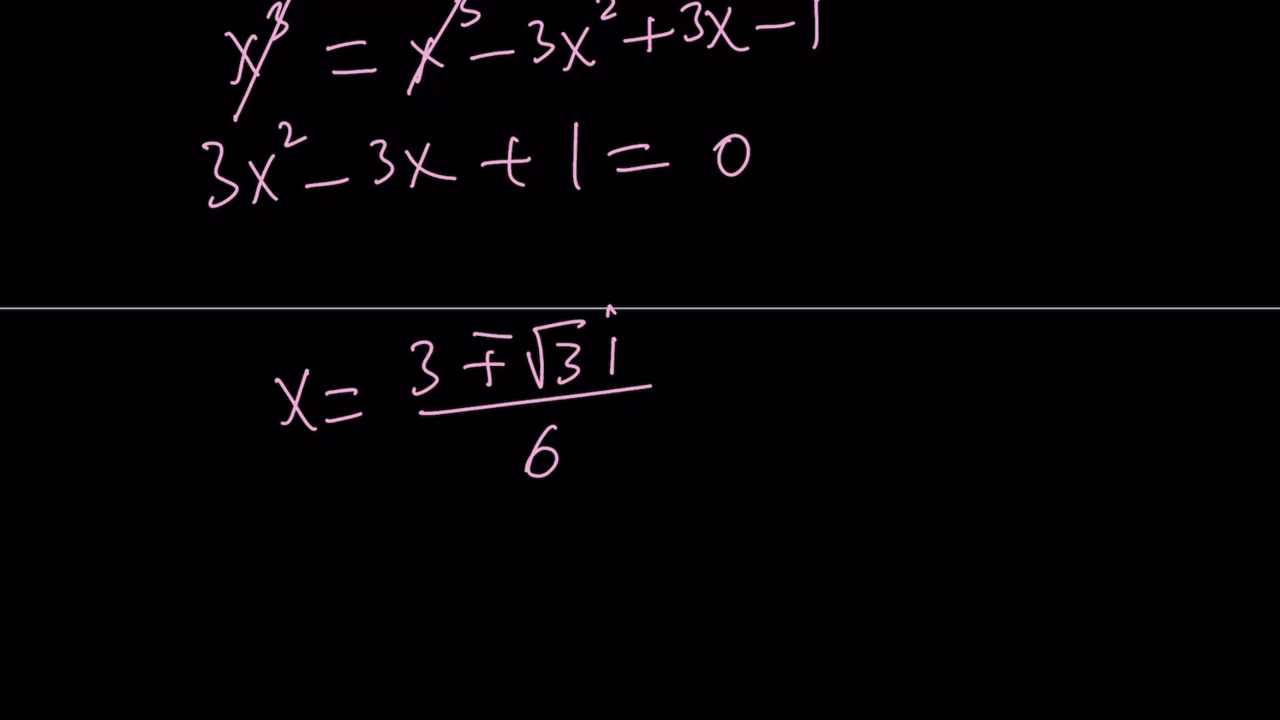 x³ = x³ - 3x² + 3x - 1
3x² - 3x + 1 = 0
x = (3 ∓ √3 i) / 6